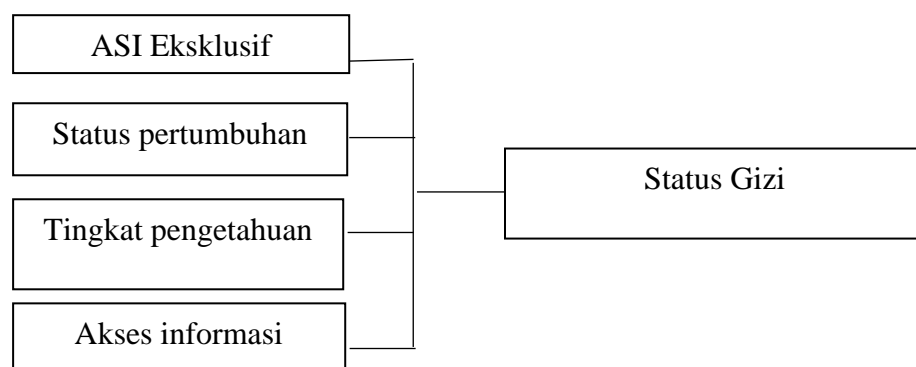 ASI Eksklusif
Status pertumbuhan
Tingkat pengetahuan
Akses informasi
Status Gizi